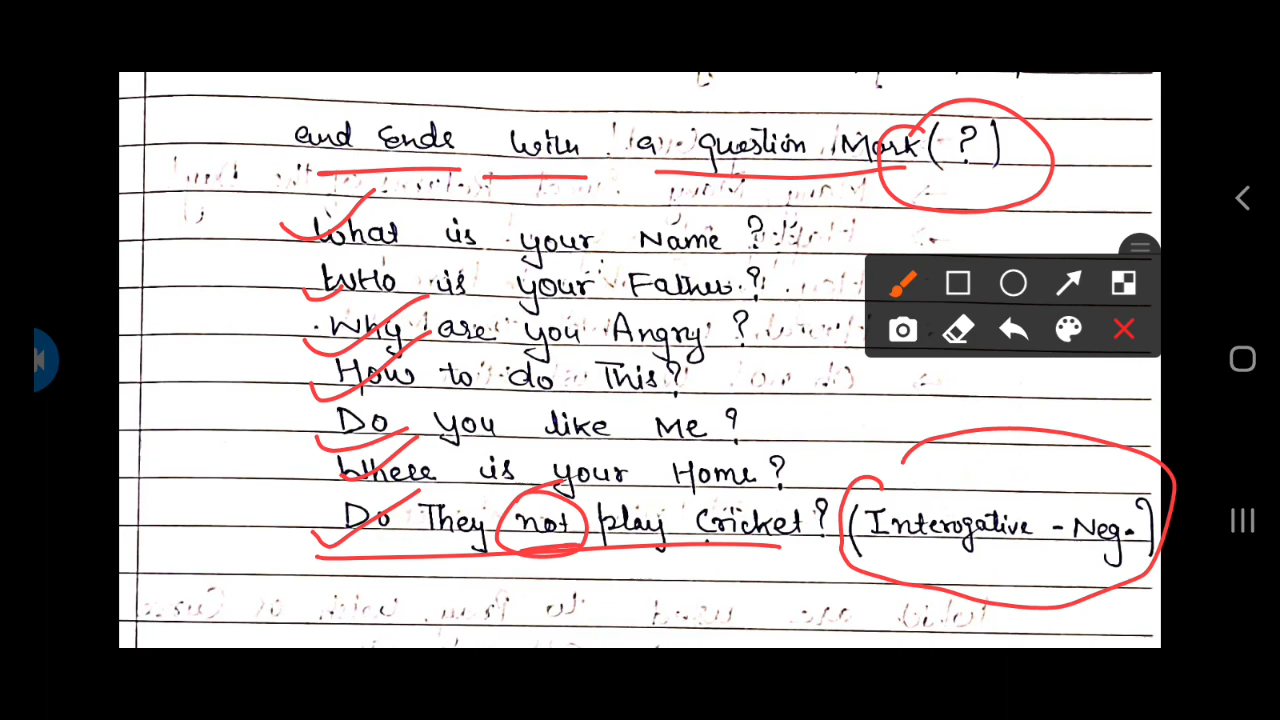 and Ends with a question Mark (?)
What is your Name?
Who is your Father?
Why are you Angry?
How to do This?
Do you like Me?
Where is your Home?
Do They not play Cricket? (Interogative - Neg.)